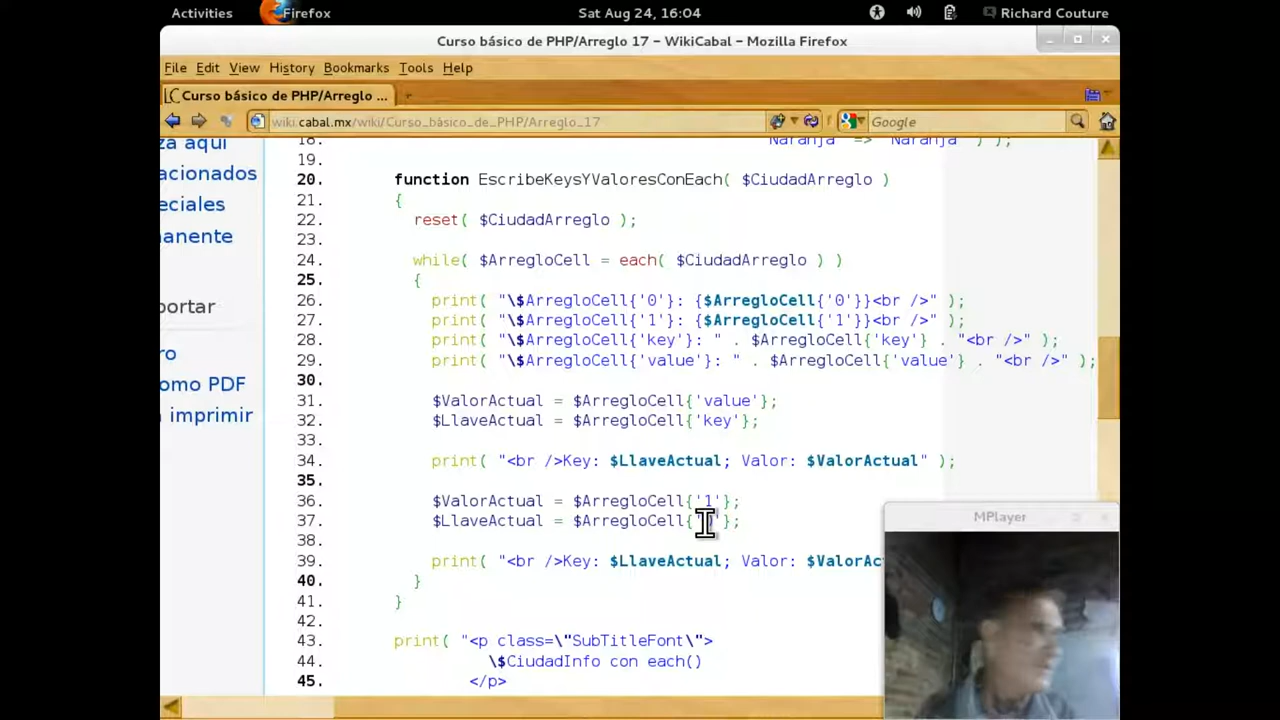 Activities Firefox Sat Aug 24, 16:04 Richard Couture
Curso básico de PHP/Arreglo 17 – WikiCabal – Mozilla Firefox
File Edit View History Bookmarks Tools Help
Curso básico de PHP/Arreglo ...
wiki.cabal.mx/wiki/Curso_básico_de_PHP/Arreglo_17 Google
za aquí
acionados
eciales
anente
portar
ro
omo PDF
imprimir
18. "Naranja" => "Naranja" ) );
19.
20. function EscribeKeysYValoresConEach( $CiudadArreglo )
21. {
22. reset( $CiudadArreglo );
23.
24. while( $ArregloCell = each( $CiudadArreglo ) )
25. {
26. print( "\$ArregloCell{'0'}: {$ArregloCell{'0'}}<br />" );
27. print( "\$ArregloCell{'1'}: {$ArregloCell{'1'}}<br />" );
28. print( "\$ArregloCell{'key'}: " . $ArregloCell{'key'} . "<br />" );
29. print( "\$ArregloCell{'value'}: " . $ArregloCell{'value'} . "<br />" );
30.
31. $ValorActual = $ArregloCell{'value'};
32. $LlaveActual = $ArregloCell{'key'};
33.
34. print( "<br />Key: $LlaveActual; Valor: $ValorActual" );
35.
36. $ValorActual = $ArregloCell{'1'};
37. $LlaveActual = $ArregloCell{'0'};
38.
39. print( "<br />Key: $LlaveActual; Valor: $ValorAc
40. }
41. }
42.
43. print( "<p class=\"SubTitleFont\">
44. \$CiudadInfo con each()
45. </p>
MPlayer